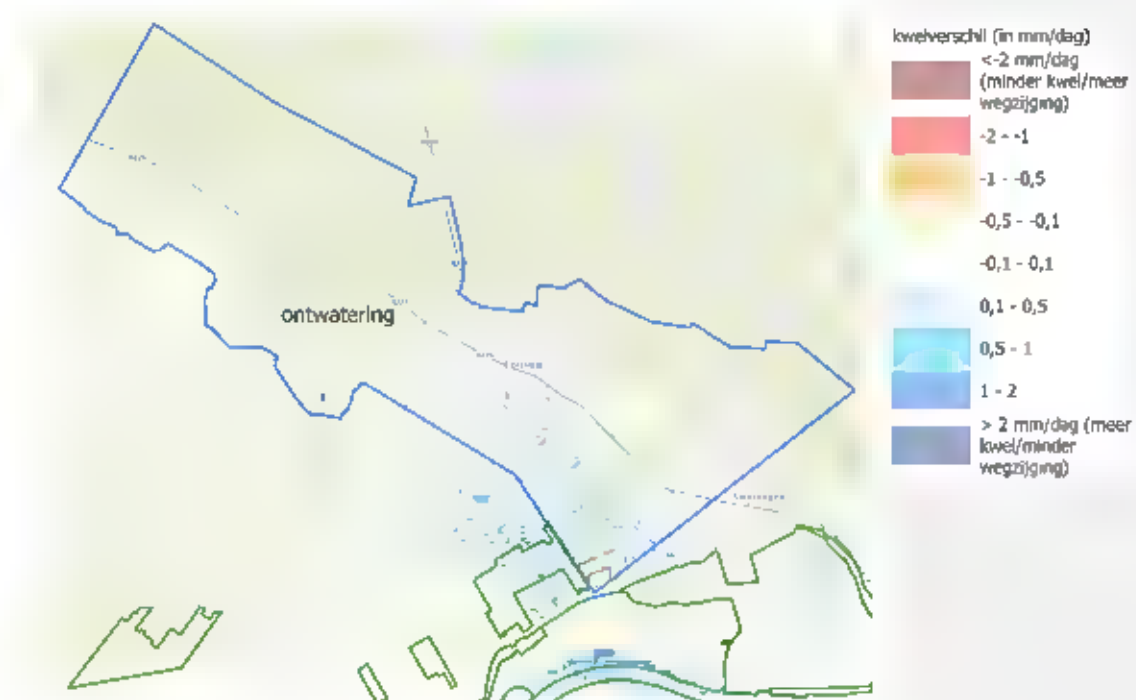 kwelverschil (in mm/dag)
<-2 mm/dag
(minder kwel/meer
wegzijging)
-2 - -1
-1 - -0,5
-0,5 - -0,1
-0,1 - 0,1
0,1 - 0,5
0,5 - 1
1 - 2
> 2 mm/dag (meer
kwel/minder
wegzijging)
ontwatering